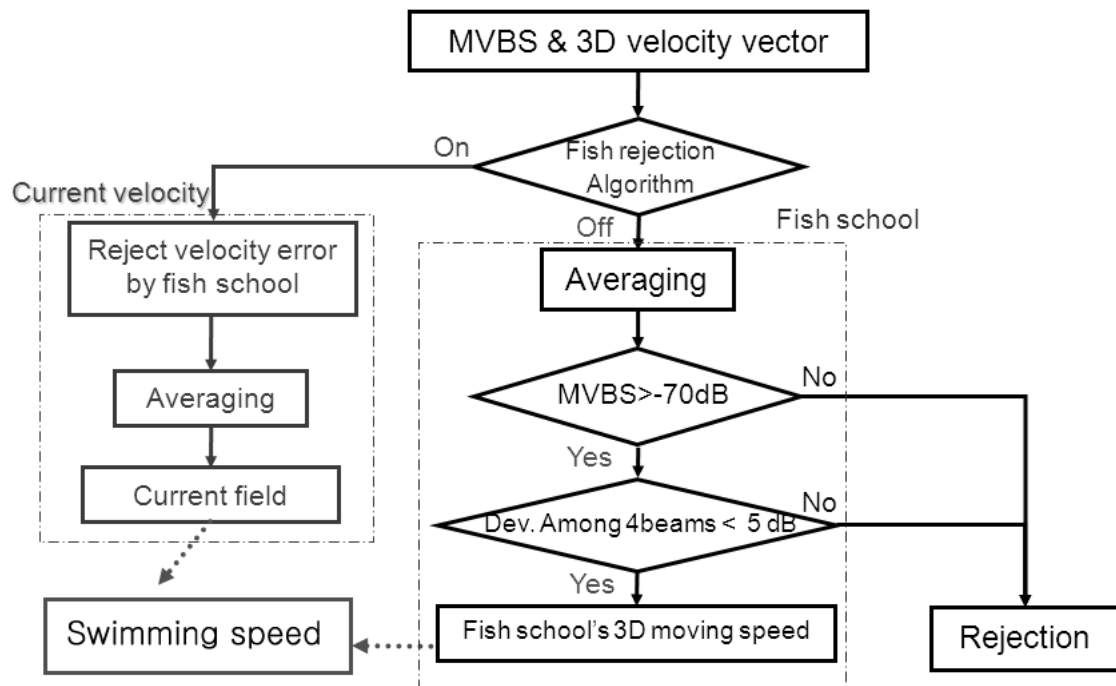 MVBS & 3D velocity vector
On
Fish rejection
Algorithm
Current velocity
Off
Fish school
Reject velocity error
by fish school
Averaging
MVBS>-70dB
No
Averaging
Yes
Current field
No
Dev. Among 4beams < 5 dB
Yes
Swimming speed
Fish school's 3D moving speed
Rejection